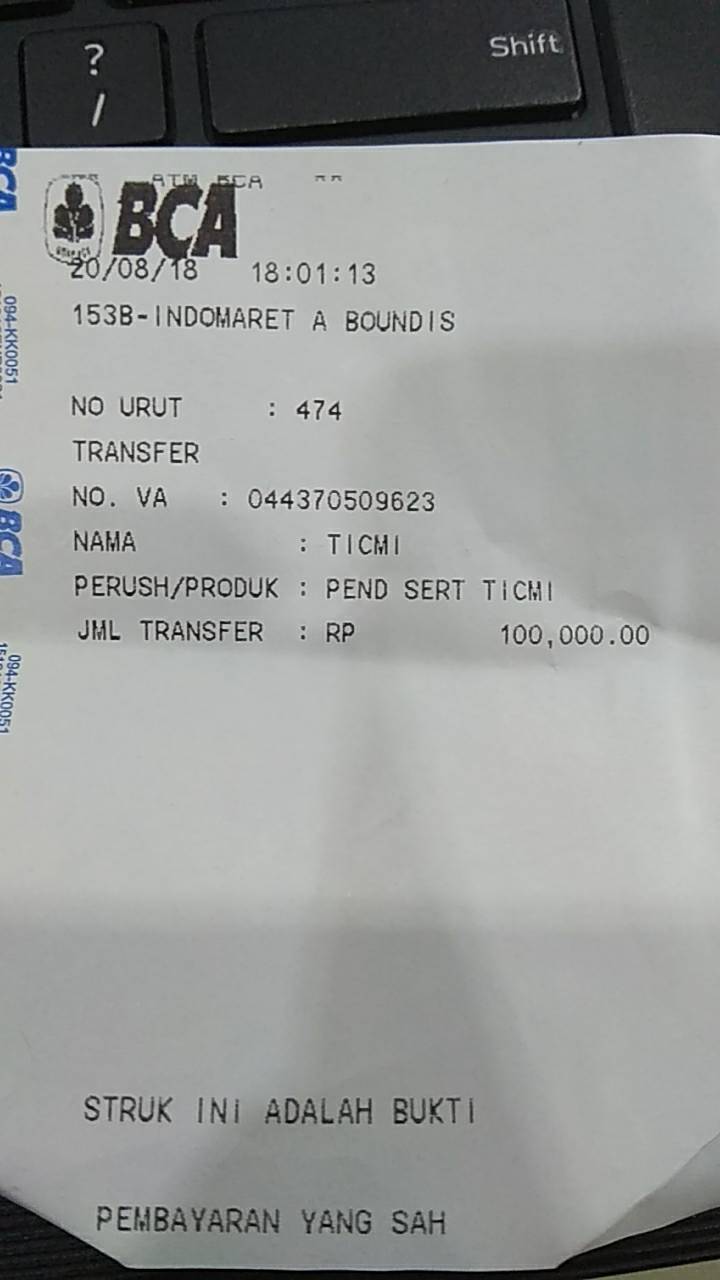 ?
/
Shift
ATM BCA
BCA
20/08/18 18:01:13
153B-INDOMARET A BOUNDIS
NO URUT : 474
TRANSFER
NO. VA : 044370509623
NAMA : TICMI
PERUSH/PRODUK : PEND SERT TICMI
JML TRANSFER : RP 100,000.00
STRUK INI ADALAH BUKTI
PEMBAYARAN YANG SAH
BCA
094-KK0051
BCA
094-KK0051